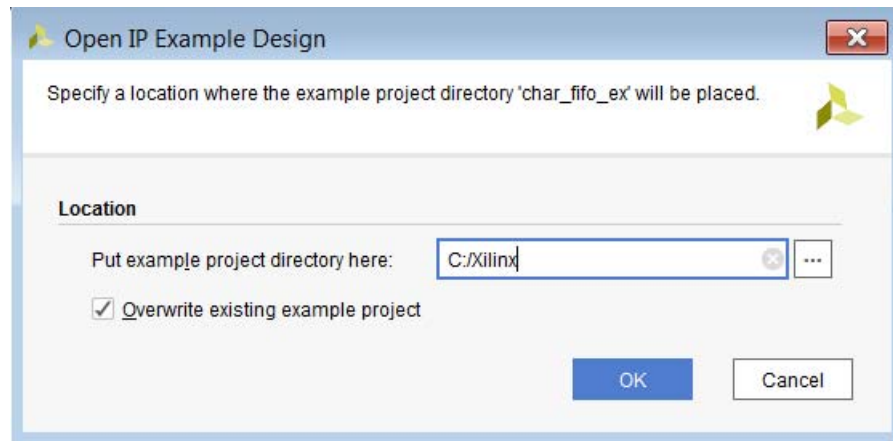 Open IP Example Design
Specify a location where the example project directory 'char_fifo_ex' will be placed.
Location
Put example project directory here: C:/Xilinx ...
Overwrite existing example project
OK Cancel